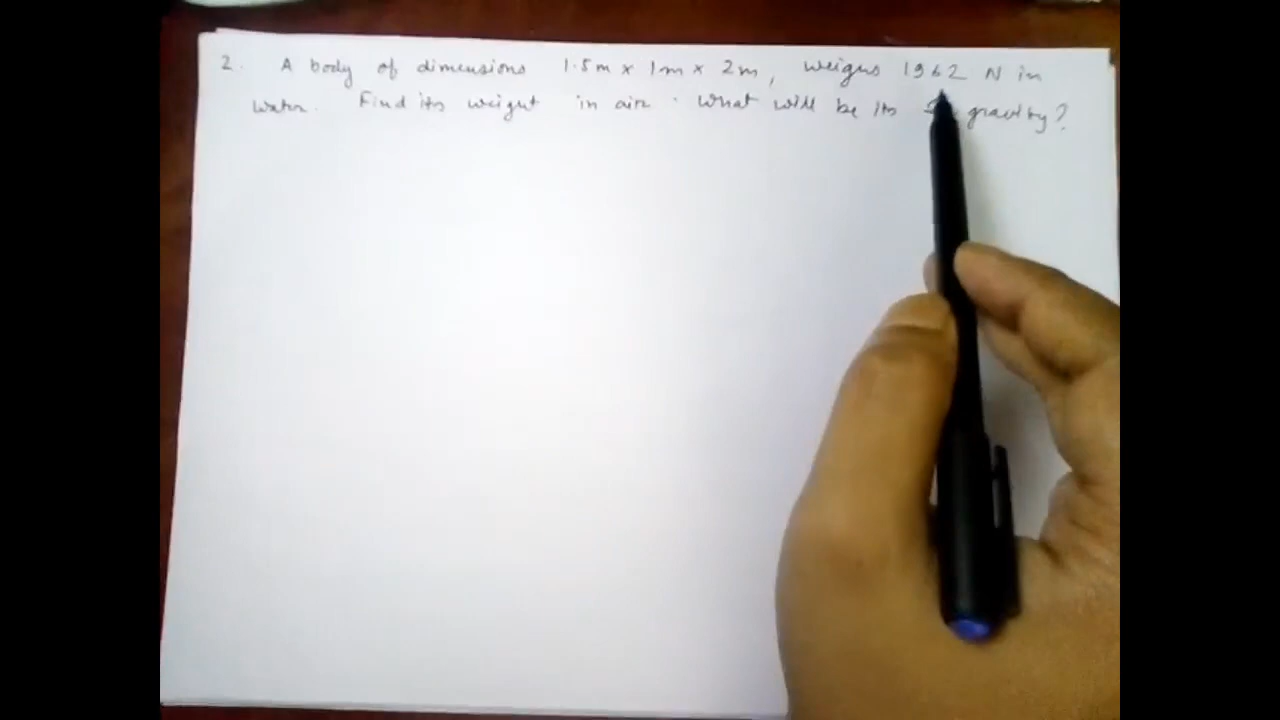 2. A body of dimensions 1.5m x 1m x 2m, weighs 1962 N in
water. Find its weight in air. What will be its gravity?